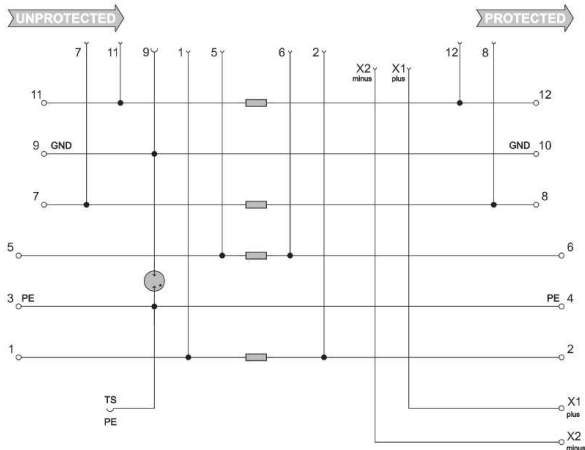 UNPROTECTED PROTECTED
7 11 9 1 5 6 2 X2 minus X1 plus 12 8
11 12
9 GND GND 10
7 8
5 6
3 PE PE 4
1 2
TS
PE
X1
plus
X2
minus